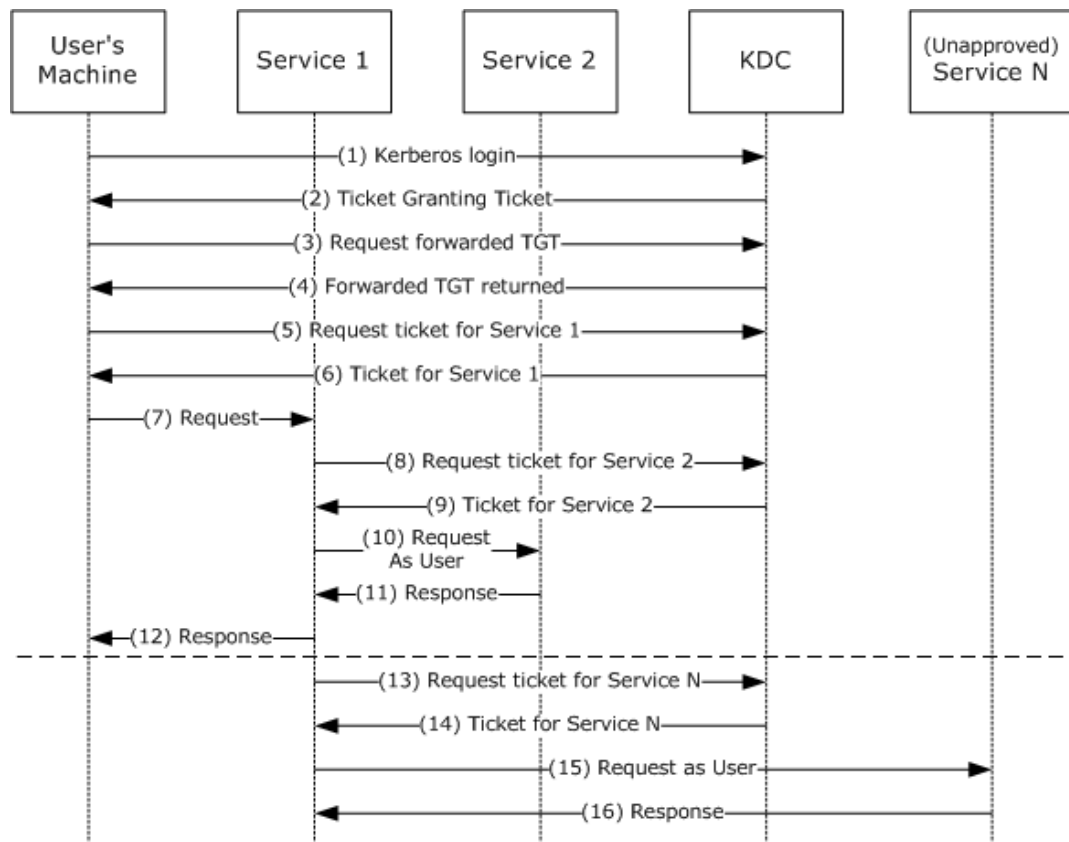 User's
Machine
Service 1
Service 2
KDC
(Unapproved)
Service N
(1) Kerberos login
(2) Ticket Granting Ticket
(3) Request forwarded TGT
(4) Forwarded TGT returned
(5) Request ticket for Service 1
(6) Ticket for Service 1
(7) Request
(8) Request ticket for Service 2
(9) Ticket for Service 2
(10) Request
As User
(11) Response
(12) Response
(13) Request ticket for Service N
(14) Ticket for Service N
(15) Request as User
(16) Response